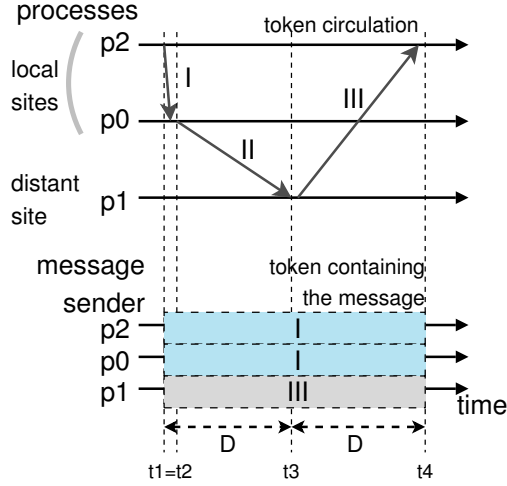 processes
token circulation
p2
local
sites
I
III
p0
II
distant
site
p1
message
sender
token containing
the message
p2
I
p0
I
p1
III
time
D
D
t1=t2
t3
t4